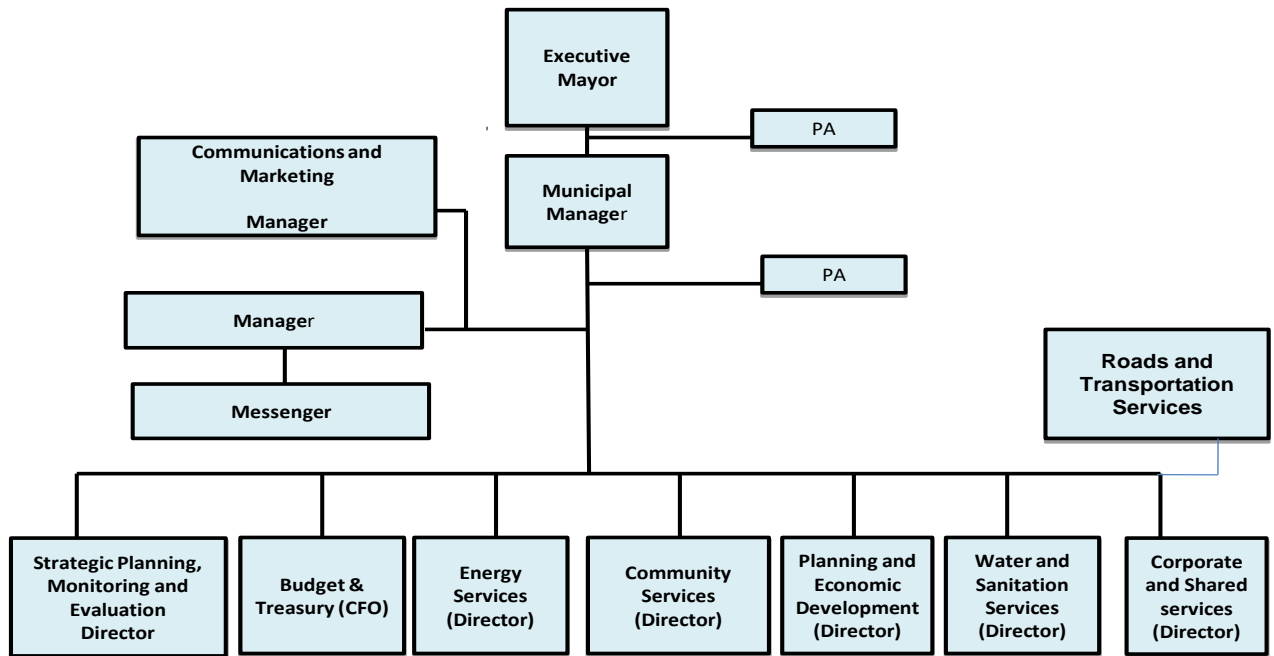 Executive
Mayor
PA
Communications and
Marketing
Manager
Municipal
Manager
PA
Manager
Messenger
Roads and
Transportation
Services
Strategic Planning,
Monitoring and
Evaluation
Director
Budget &
Treasury (CFO)
Energy
Services
(Director)
Community
Services
(Director)
Planning and
Economic
Development
(Director)
Water and
Sanitation
Services
(Director)
Corporate
and Shared
services
(Director)